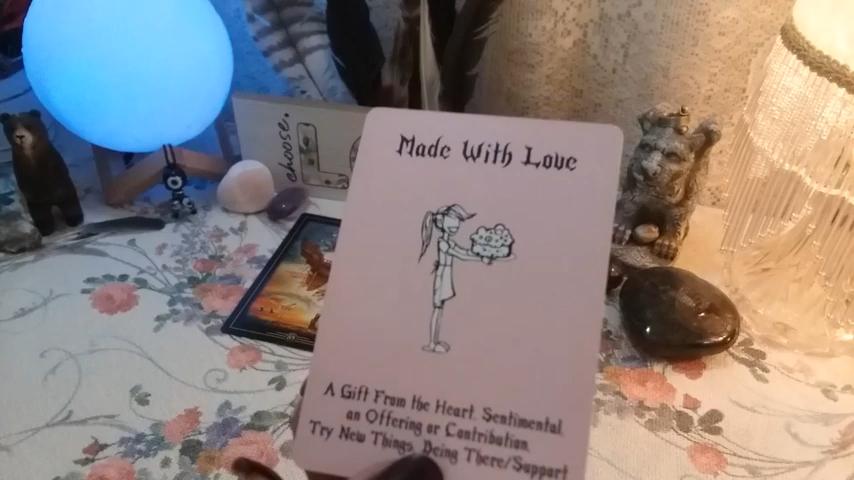 choose.
Made With Love
A Gift From the Heart. Sentimental.
an Offering or Contribution.
Try New Things. Being There/Support